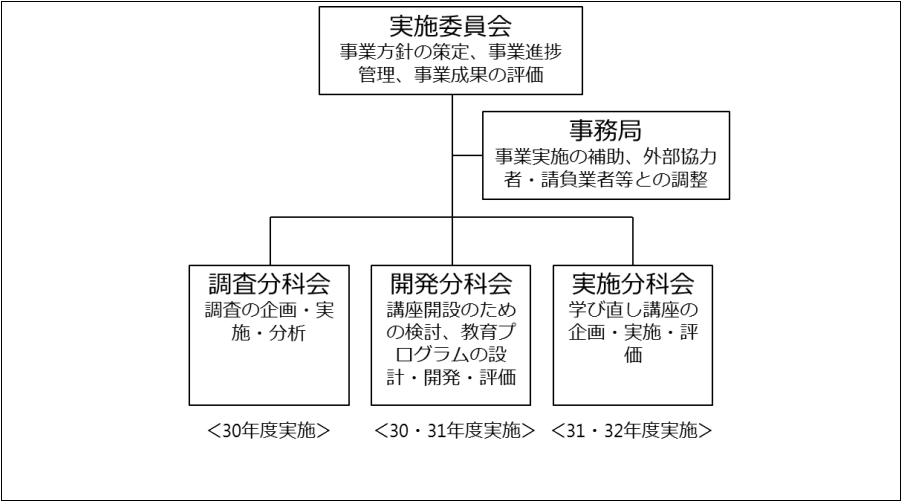 実施委員会
事業方針の策定、事業進捗
管理、事業成果の評価
事務局
事業実施の補助、外部協力
者・請負業者等との調整
調査分科会
調査の企画・実
施・分析
開発分科会
講座開設のため
の検討、教育プ
ログラムの設
計・開発・評価
実施分科会
学び直し講座の
企画・実施・評
価
＜30年度実施＞
＜30・31年度実施＞
＜31・32年度実施＞